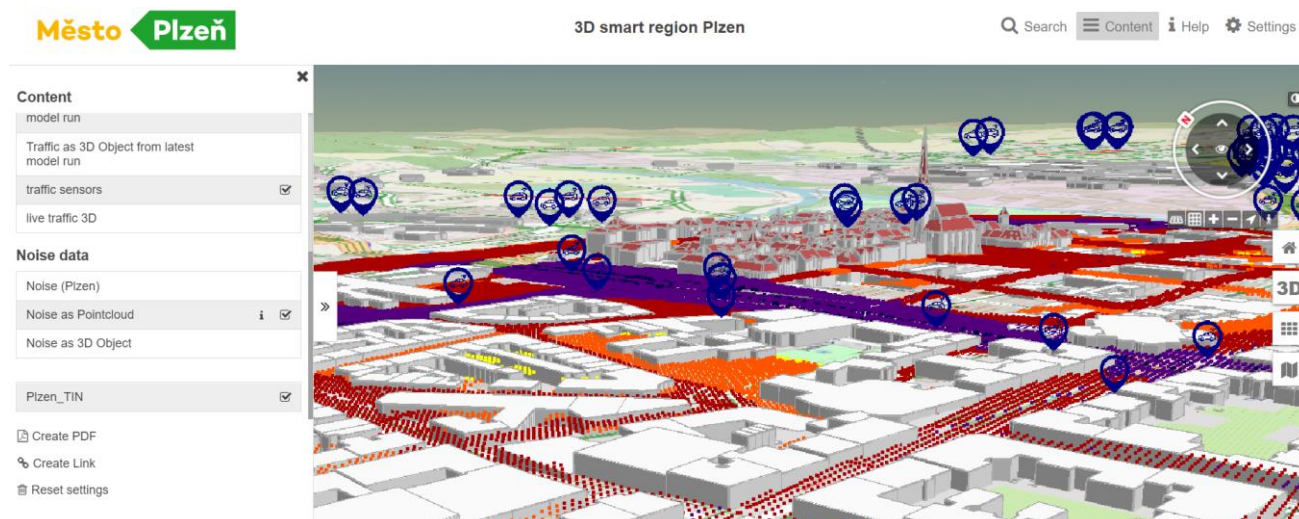 Město Plzeň
3D smart region Plzen
Search
Content
Help
Settings
Content
model run
Traffic as 3D Object from latest
model run
traffic sensors
live traffic 3D
Noise data
Noise (Plzen)
Noise as Pointcloud
Noise as 3D Object
Plzen_TIN
Create PDF
Create Link
Reset settings
N
3D